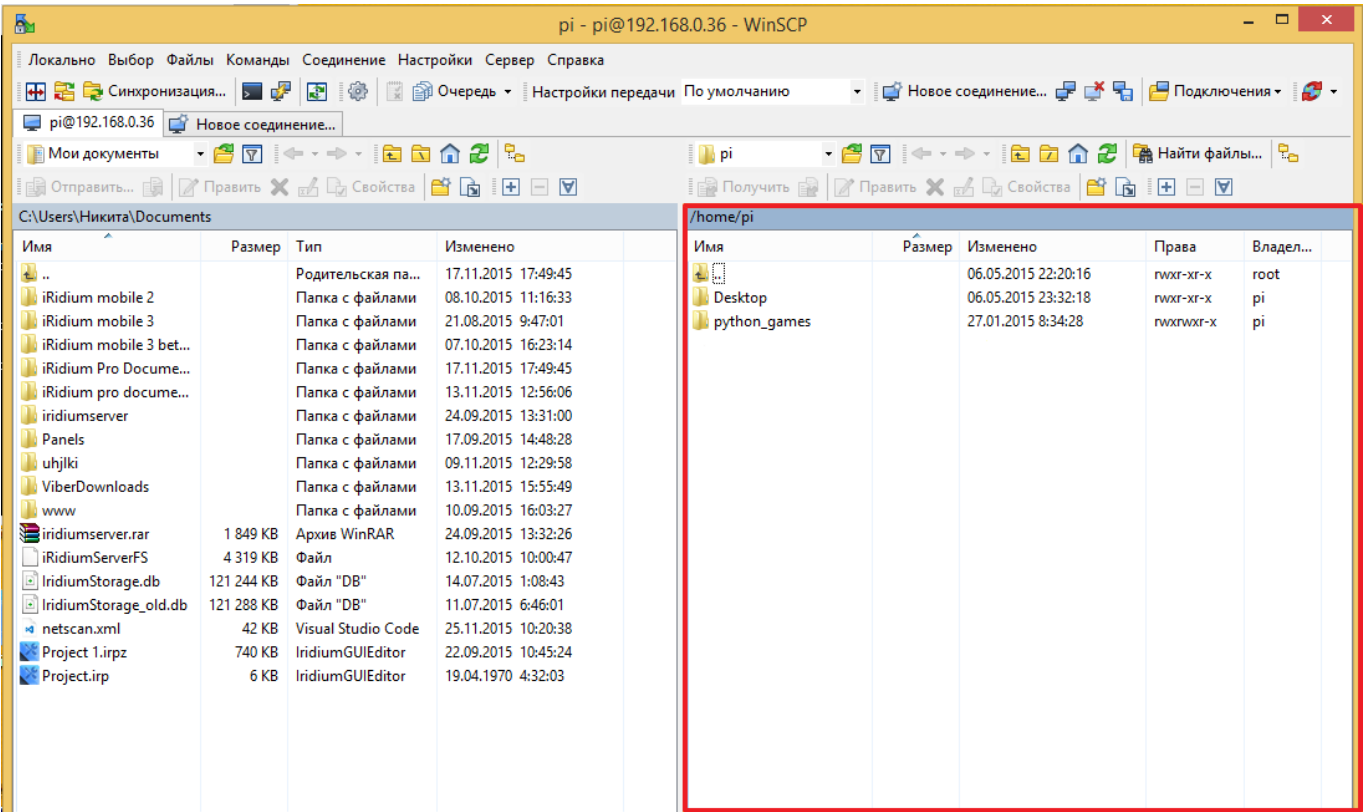 pi - pi@192.168.0.36 - WinSCP
Локально Выбор Файлы Команды Соединение Настройки Сервер Справка
Синхронизация... Очередь Настройки передачи По умолчанию Новое соединение... Подключения
pi@192.168.0.36 Новое соединение...
Мои документы pi Найти файлы...
Отправить... Править Свойства Получить Править Свойства
C:\Users\Никита\Documents /home/pi
Имя Размер Тип Изменено Имя Размер Изменено Права Владел...
.. Родительская па... 17.11.2015 17:49:45 .. 06.05.2015 22:20:16 rwxr-xr-x root
iRidium mobile 2 Папка с файлами 08.10.2015 11:16:33 Desktop 06.05.2015 23:32:18 rwxr-xr-x pi
iRidium mobile 3 Папка с файлами 21.08.2015 9:47:01 python_games 27.01.2015 8:34:28 rwxrwxr-x pi
iRidium mobile 3 bet... Папка с файлами 07.10.2015 16:23:14
iRidium Pro Docume... Папка с файлами 17.11.2015 17:49:45
iRidium pro docume... Папка с файлами 13.11.2015 12:56:06
iridiumserver Папка с файлами 24.09.2015 13:31:00
Panels Папка с файлами 17.09.2015 14:48:28
uhjlki Папка с файлами 09.11.2015 12:29:58
ViberDownloads Папка с файлами 13.11.2015 15:55:49
www Папка с файлами 10.09.2015 16:03:27
iridiumserver.rar 1 849 KB Архив WinRAR 24.09.2015 13:32:26
iRidiumServerFS 4 319 KB Файл 12.10.2015 10:00:47
IridiumStorage.db 121 244 KB Файл "DB" 14.07.2015 1:08:43
IridiumStorage_old.db 121 288 KB Файл "DB" 11.07.2015 6:46:01
netscan.xml 42 KB Visual Studio Code 25.11.2015 10:20:38
Project 1.irpz 740 KB IridiumGUIEditor 22.09.2015 10:45:24
Project.irp 6 KB IridiumGUIEditor 19.04.1970 4:32:03